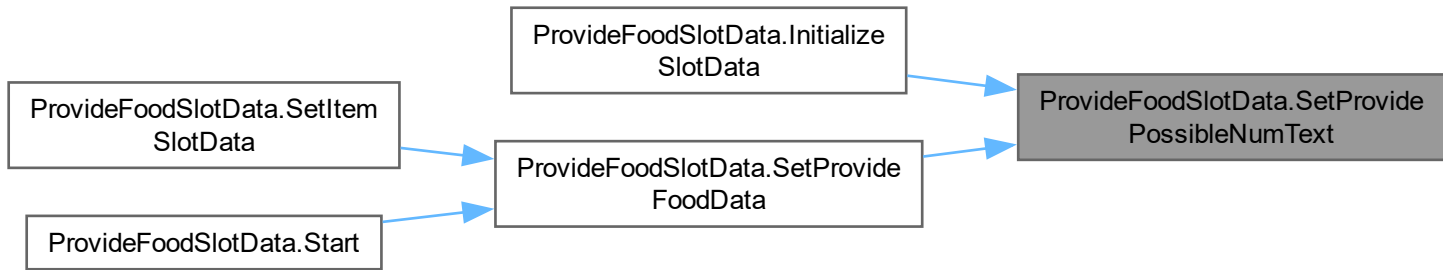 ProvideFoodSlotData.Initialize
SlotData
ProvideFoodSlotData.SetProvide
PossibleNumText
ProvideFoodSlotData.SetItem
SlotData
ProvideFoodSlotData.SetProvide
FoodData
ProvideFoodSlotData.Start